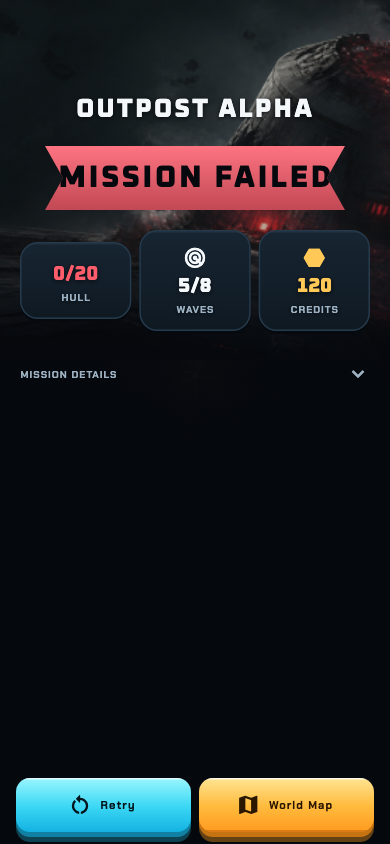 OUTPOST ALPHA
MISSION FAILED
0/20
HULL
5/8
WAVES
120
CREDITS
MISSION DETAILS
Retry
World Map